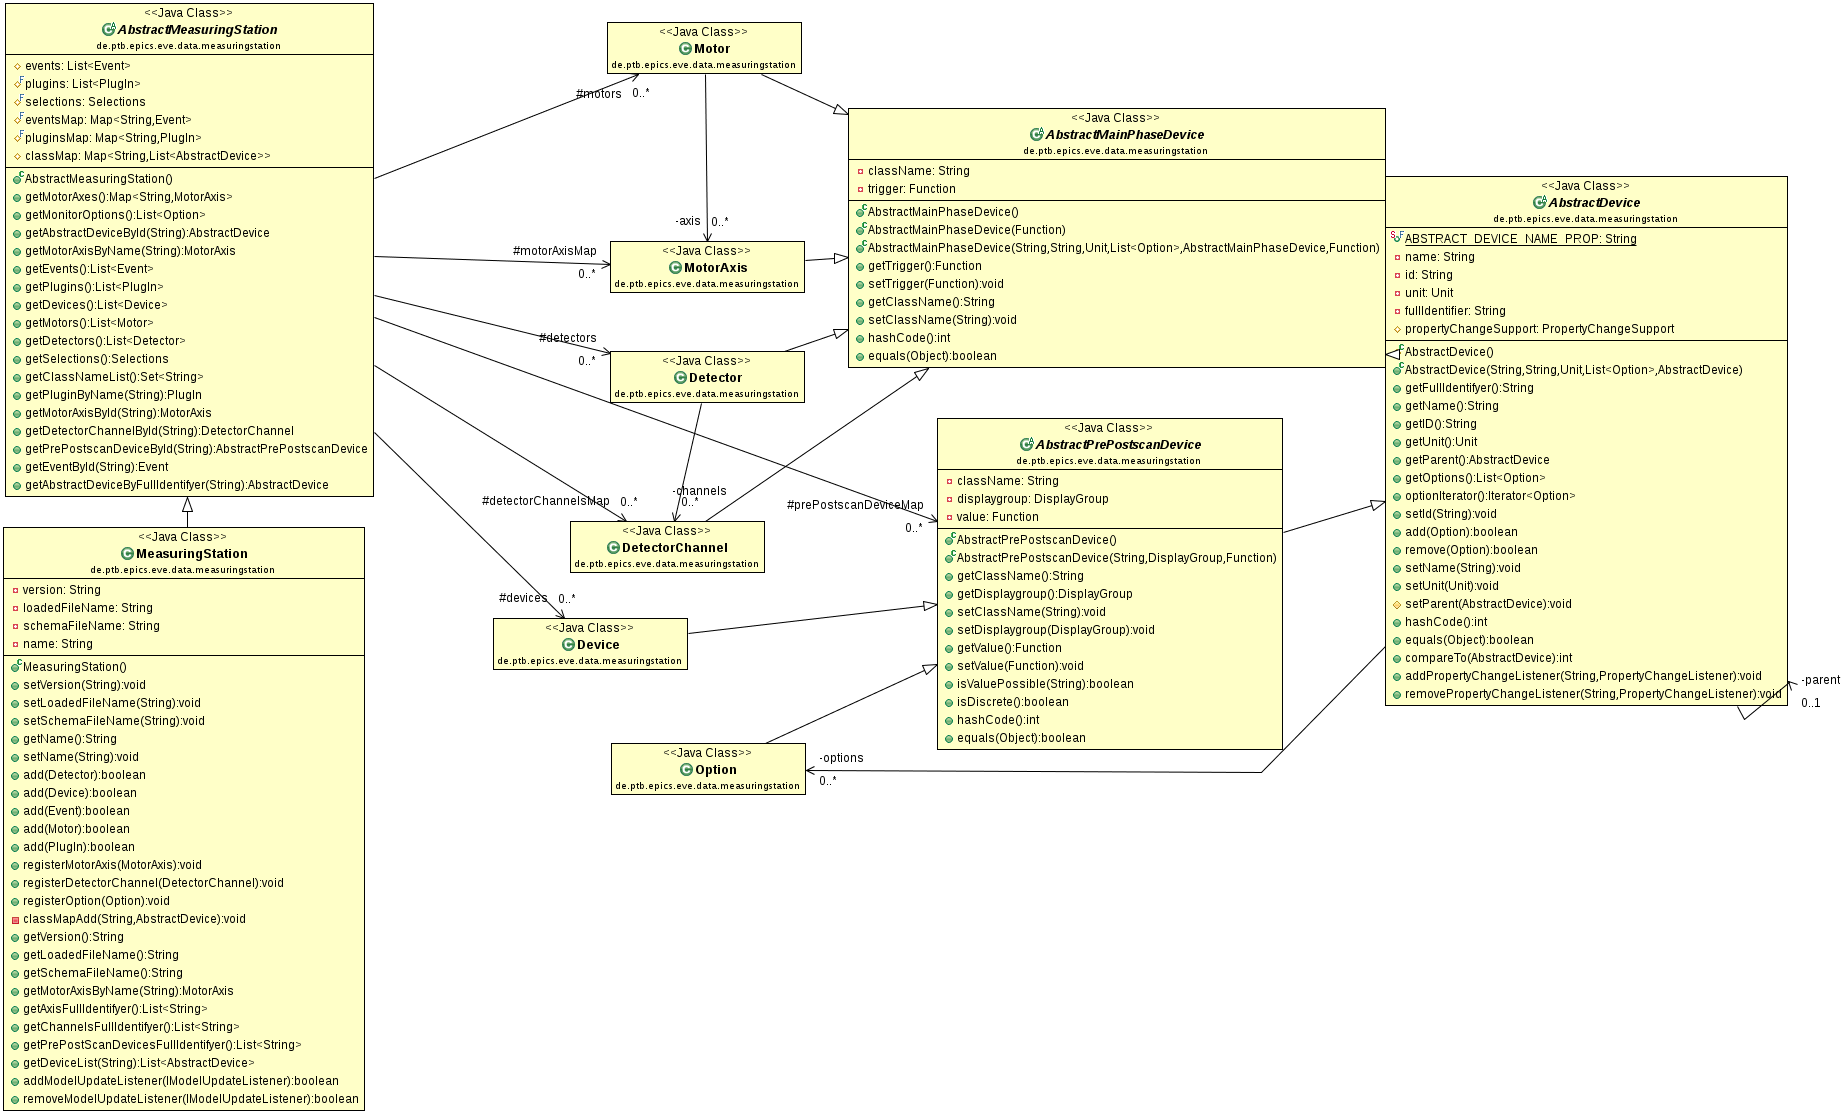 <<Java Class>>
AbstractMeasuringStation
de.ptb.epics.eve.data.measuringstation
events: List<Event>
plugins: List<PlugIn>
selections: Selections
eventsMap: Map<String,Event>
pluginsMap: Map<String,PlugIn>
classMap: Map<String,List<AbstractDevice>>
AbstractMeasuringStation()
getMotorAxes():Map<String,MotorAxis>
getMonitorOptions():List<Option>
getAbstractDeviceById(String):AbstractDevice
getMotorAxisByName(String):MotorAxis
getEvents():List<Event>
getPlugins():List<PlugIn>
getDevices():List<Device>
getMotors():List<Motor>
getDetectors():List<Detector>
getSelections():Selections
getClassNameList():Set<String>
getPluginByName(String):PlugIn
getMotorAxisById(String):MotorAxis
getDetectorChannelById(String):DetectorChannel
getPrePostscanDeviceById(String):AbstractPrePostscanDevice
getEventById(String):Event
getAbstractDeviceByFullIdentifyer(String):AbstractDevice
<<Java Class>>
MeasuringStation
de.ptb.epics.eve.data.measuringstation
version: String
loadedFileName: String
schemaFileName: String
name: String
MeasuringStation()
setVersion(String):void
setLoadedFileName(String):void
setSchemaFileName(String):void
getName():String
setName(String):void
add(Detector):boolean
add(Device):boolean
add(Event):boolean
add(Motor):boolean
add(PlugIn):boolean
registerMotorAxis(MotorAxis):void
registerDetectorChannel(DetectorChannel):void
registerOption(Option):void
classMapAdd(String,AbstractDevice):void
getVersion():String
getLoadedFileName():String
getSchemaFileName():String
getMotorAxisByName(String):MotorAxis
getAxisFullIdentifyer():List<String>
getChannelsFullIdentifyer():List<String>
getPrePostScanDevicesFullIdentifyer():List<String>
getDeviceList(String):List<AbstractDevice>
addModelUpdateListener(IModelUpdateListener):boolean
removeModelUpdateListener(IModelUpdateListener):boolean
<<Java Class>>
Motor
de.ptb.epics.eve.data.measuringstation
#motors 0..*
-axis 0..*
<<Java Class>>
MotorAxis
de.ptb.epics.eve.data.measuringstation
#motorAxisMap
0..*
#detectors
0..*
<<Java Class>>
Detector
de.ptb.epics.eve.data.measuringstation
#detectorChannelsMap 0..*
-channels
0..*
<<Java Class>>
DetectorChannel
de.ptb.epics.eve.data.measuringstation
#prePostscanDeviceMap
0..*
#devices 0..*
<<Java Class>>
Device
de.ptb.epics.eve.data.measuringstation
<<Java Class>>
Option
de.ptb.epics.eve.data.measuringstation
-options
0..*
<<Java Class>>
AbstractMainPhaseDevice
de.ptb.epics.eve.data.measuringstation
className: String
trigger: Function
AbstractMainPhaseDevice()
AbstractMainPhaseDevice(Function)
AbstractMainPhaseDevice(String,String,Unit,List<Option>,AbstractMainPhaseDevice,Function)
getTrigger():Function
setTrigger(Function):void
getClassName():String
setClassName(String):void
hashCode():int
equals(Object):boolean
<<Java Class>>
AbstractPrePostscanDevice
de.ptb.epics.eve.data.measuringstation
className: String
displaygroup: DisplayGroup
value: Function
AbstractPrePostscanDevice()
AbstractPrePostscanDevice(String,DisplayGroup,Function)
getClassName():String
getDisplaygroup():DisplayGroup
setClassName(String):void
setDisplaygroup(DisplayGroup):void
getValue():Function
setValue(Function):void
isValuePossible(String):boolean
isDiscrete():boolean
hashCode():int
equals(Object):boolean
<<Java Class>>
AbstractDevice
de.ptb.epics.eve.data.measuringstation
ABSTRACT_DEVICE_NAME_PROP: String
name: String
id: String
unit: Unit
fullIdentifier: String
propertyChangeSupport: PropertyChangeSupport
AbstractDevice()
AbstractDevice(String,String,Unit,List<Option>,AbstractDevice)
getFullIdentifyer():String
getName():String
getID():String
getUnit():Unit
getParent():AbstractDevice
getOptions():List<Option>
optionIterator():Iterator<Option>
setId(String):void
add(Option):boolean
remove(Option):boolean
setName(String):void
setUnit(Unit):void
setParent(AbstractDevice):void
hashCode():int
equals(Object):boolean
compareTo(AbstractDevice):int
addPropertyChangeListener(String,PropertyChangeListener):void
removePropertyChangeListener(String,PropertyChangeListener):void
-parent
0..1